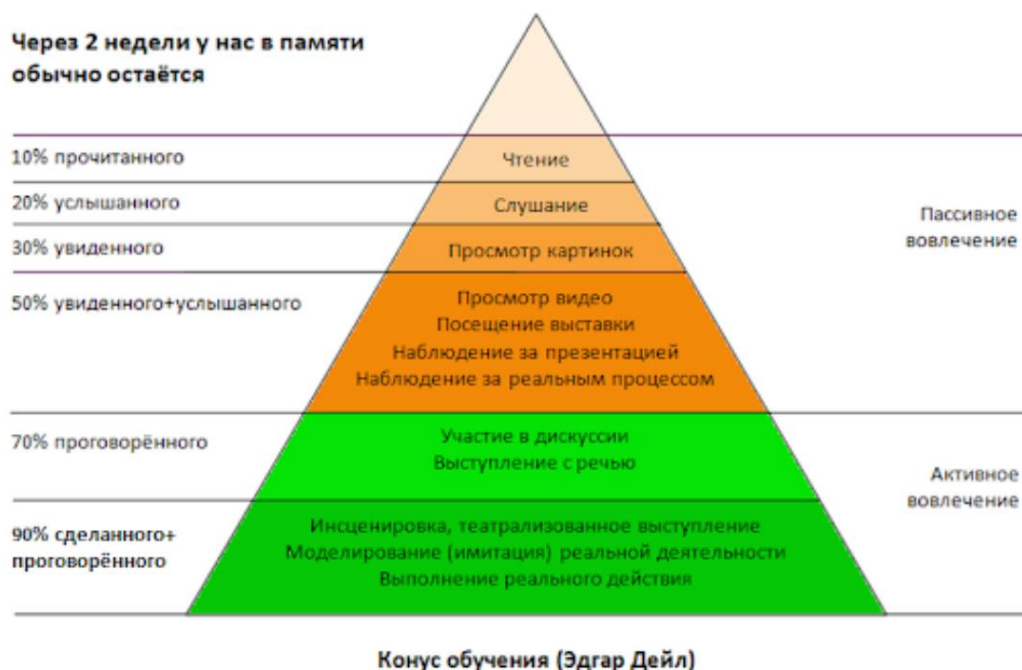 Через 2 недели у нас в памяти
обычно остаётся
10% прочитанного
Чтение
20% услышанного
Слушание
Пассивное
вовлечение
30% увиденного
Просмотр картинок
50% увиденного+услышанного
Просмотр видео
Посещение выставки
Наблюдение за презентацией
Наблюдение за реальным процессом
70% проговорённого
Участие в дискуссии
Выступление с речью
Активное
вовлечение
90% сделанного+
проговорённого
Инсценировка, театрализованное выступление
Моделирование (имитация) реальной деятельности
Выполнение реального действия
Конус обучения (Эдгар Дейл)